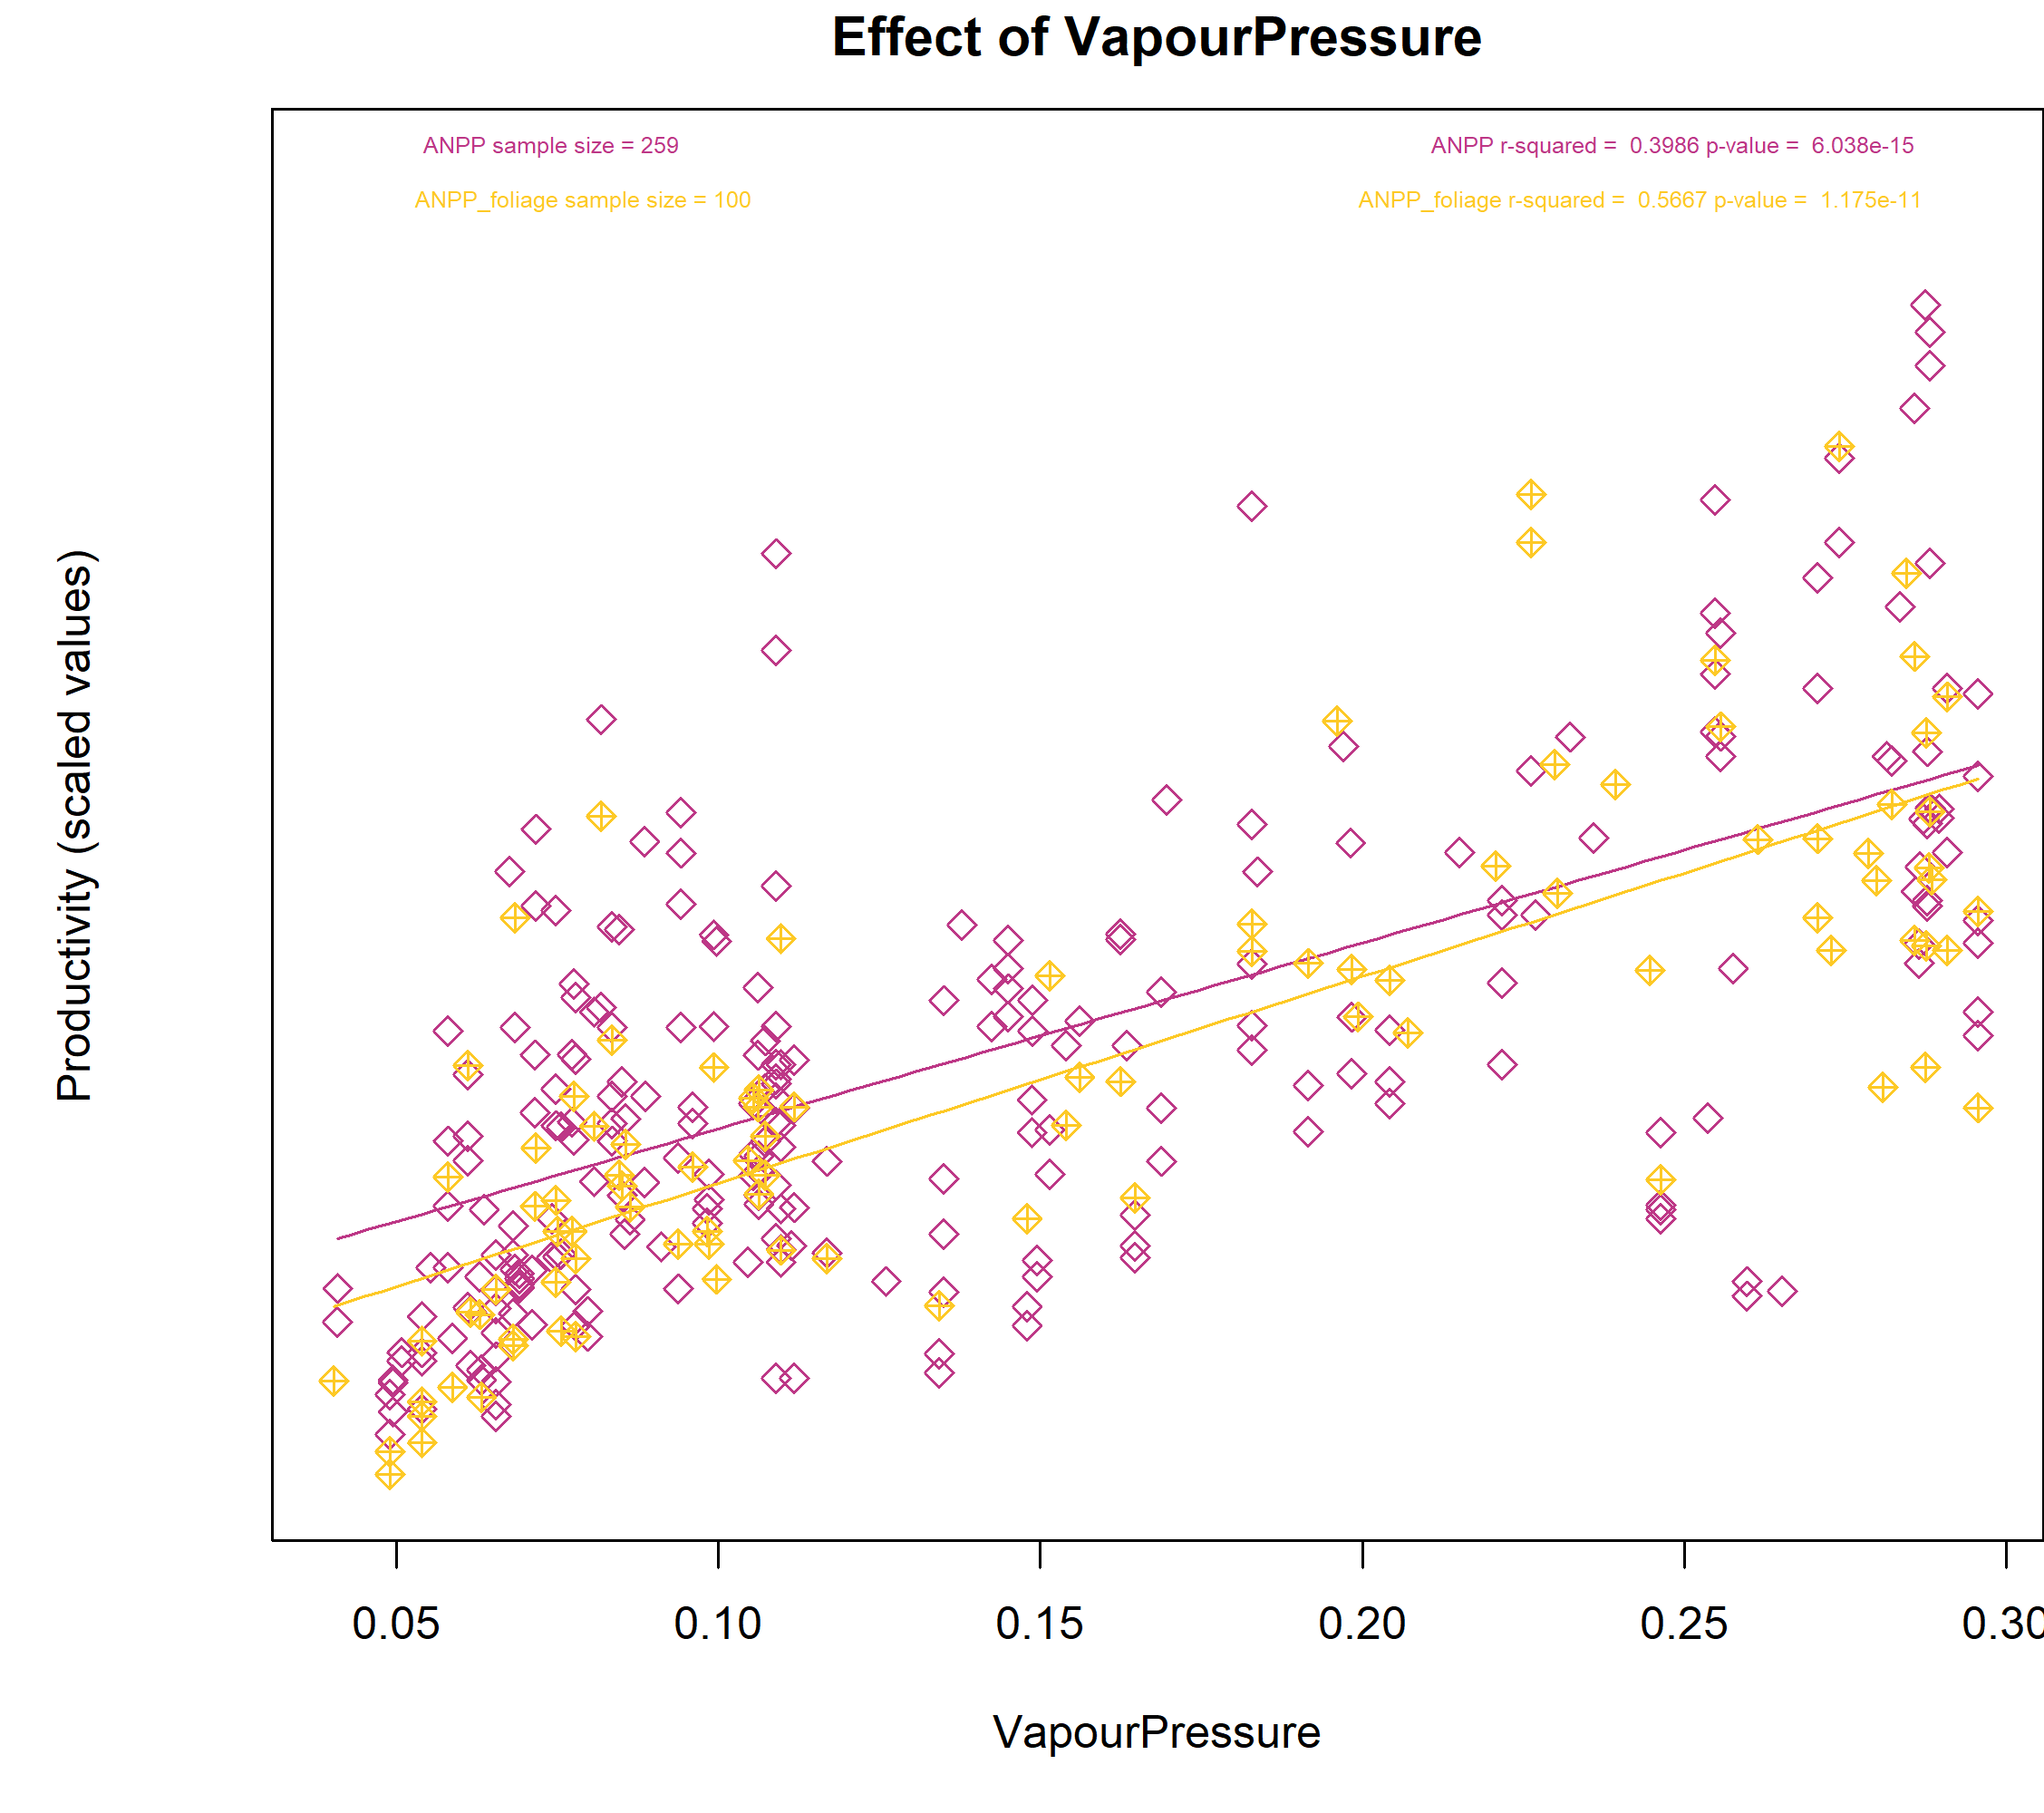 Effect of VapourPressure
ANPP sample size = 259
ANPP r-squared =  0.3986 p-value =  6.038e-15
ANPP_foliage sample size = 100
ANPP_foliage r-squared =  0.5667 p-value =  1.175e-11
Productivity (scaled values)
0.05 0.10 0.15 0.20 0.25 0.30
VapourPressure